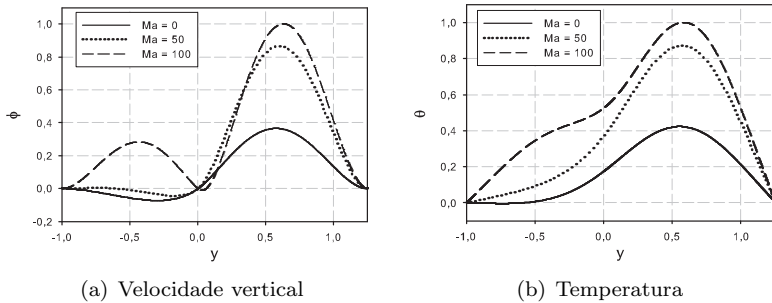 Ma = 0
Ma = 50
Ma = 100
1,0
0,8
0,6
0,4
0,2
0,0
-0,2
ϕ
-1,0 -0,5 0,0 0,5 1,0
y
(a) Velocidade vertical
Ma = 0
Ma = 50
Ma = 100
1,0
0,8
0,6
0,4
0,2
0,0
θ
-1,0 -0,5 0,0 0,5 1,0
y
(b) Temperatura